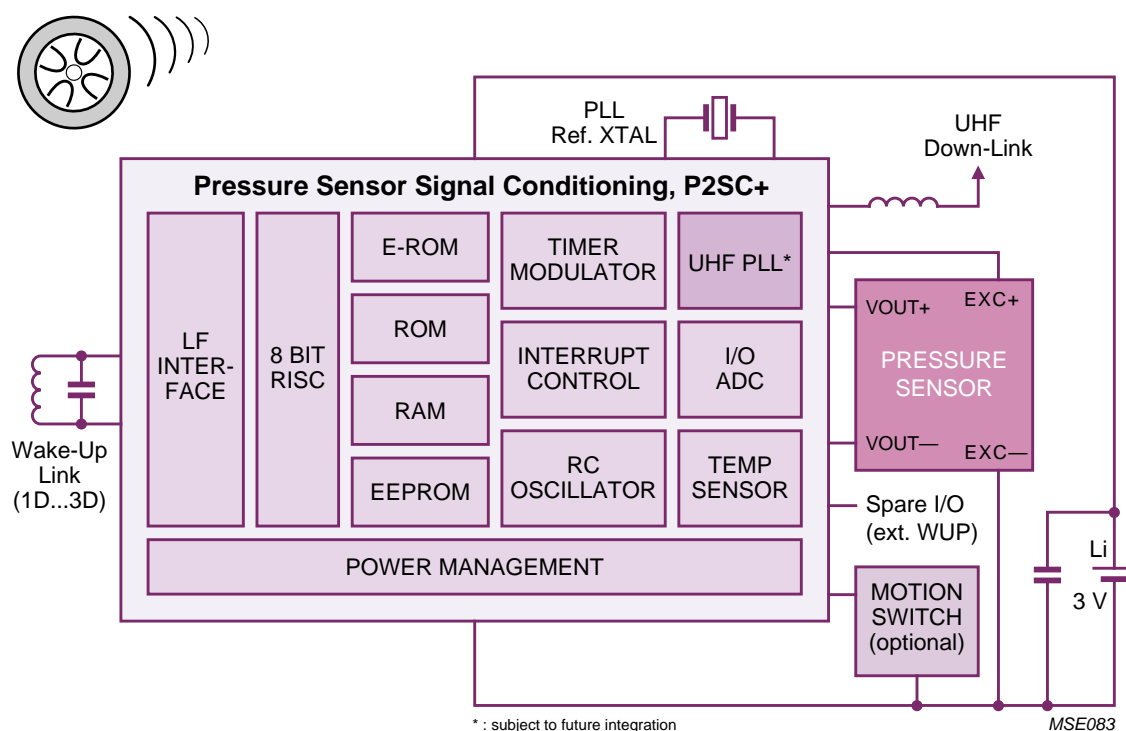 PLL
Ref. XTAL
UHF
Down-Link
Pressure Sensor Signal Conditioning, P2SC+
LF
INTER-
FACE
8 BIT
RISC
E-ROM
ROM
RAM
EEPROM
TIMER
MODULATOR
INTERRUPT
CONTROL
RC
OSCILLATOR
UHF PLL*
I/O
ADC
TEMP
SENSOR
POWER MANAGEMENT
Wake-Up
Link
(1D...3D)
VOUT+
EXC+
PRESSURE
SENSOR
VOUT—
EXC—
Spare I/O
(ext. WUP)
MOTION
SWITCH
(optional)
Li
3 V
* : subject to future integration
MSE083